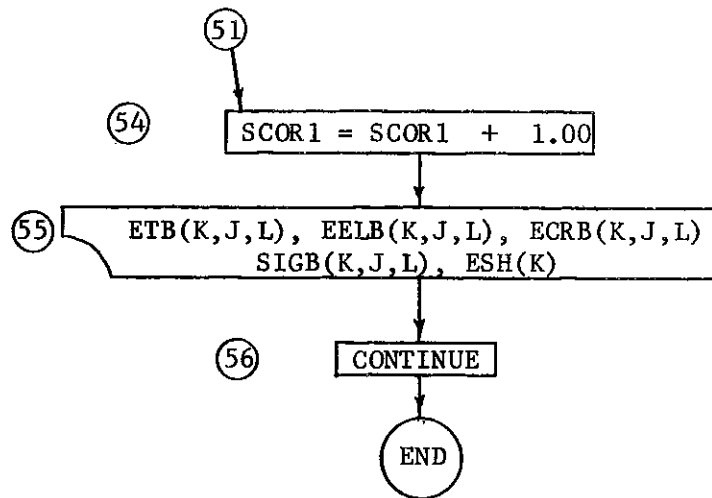 51
54
SCOR1 = SCOR1 + 1.00
55
ETB(K,J,L), EELB(K,J,L), ECRB(K,J,L)
SIGB(K,J,L), ESH(K)
56
CONTINUE
END